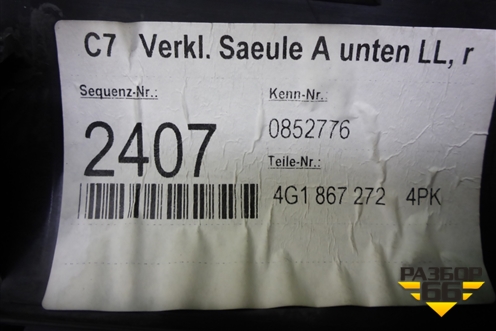 C7 Verkl. Saeule A unten LL, r
Sequenz-Nr.:
2407
Kenn-Nr.:
0852776
Teile-Nr.:
4G1 867 272 4PK
РАЗБОР
66